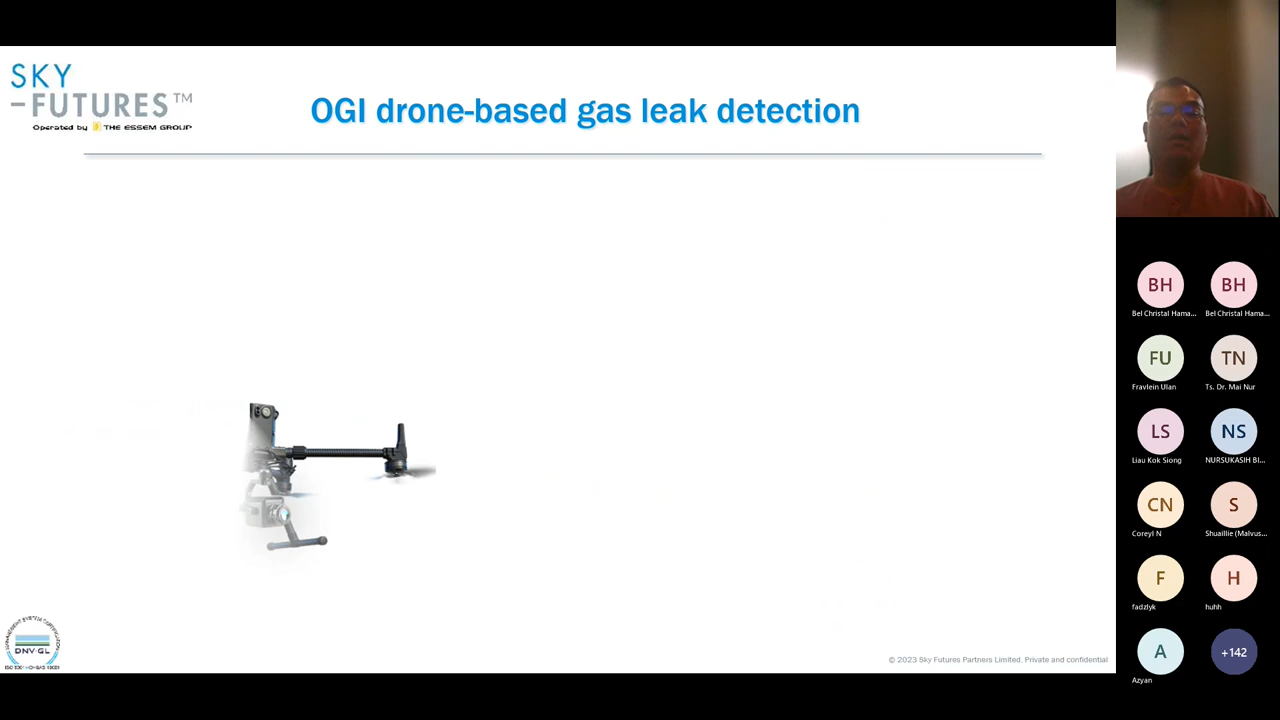 SKY
-FUTURES™
Operated by THE ESSEM GROUP
OGI drone-based gas leak detection
DNV·GL
© 2023 Sky Futures Partners Limited. Private and confidential
BH
BH
Bel Christal Hama...
Bel Christal Hama...
FU
TN
Fravlein Ulan
Ts. Dr. Mai Nur
LS
NS
Liau Kok Siong
NURSUKASIH BI...
CN
S
Coreyl N
Shuaillie (Malvus...
F
H
fadzlyk
huhh
A
+142
Azyan